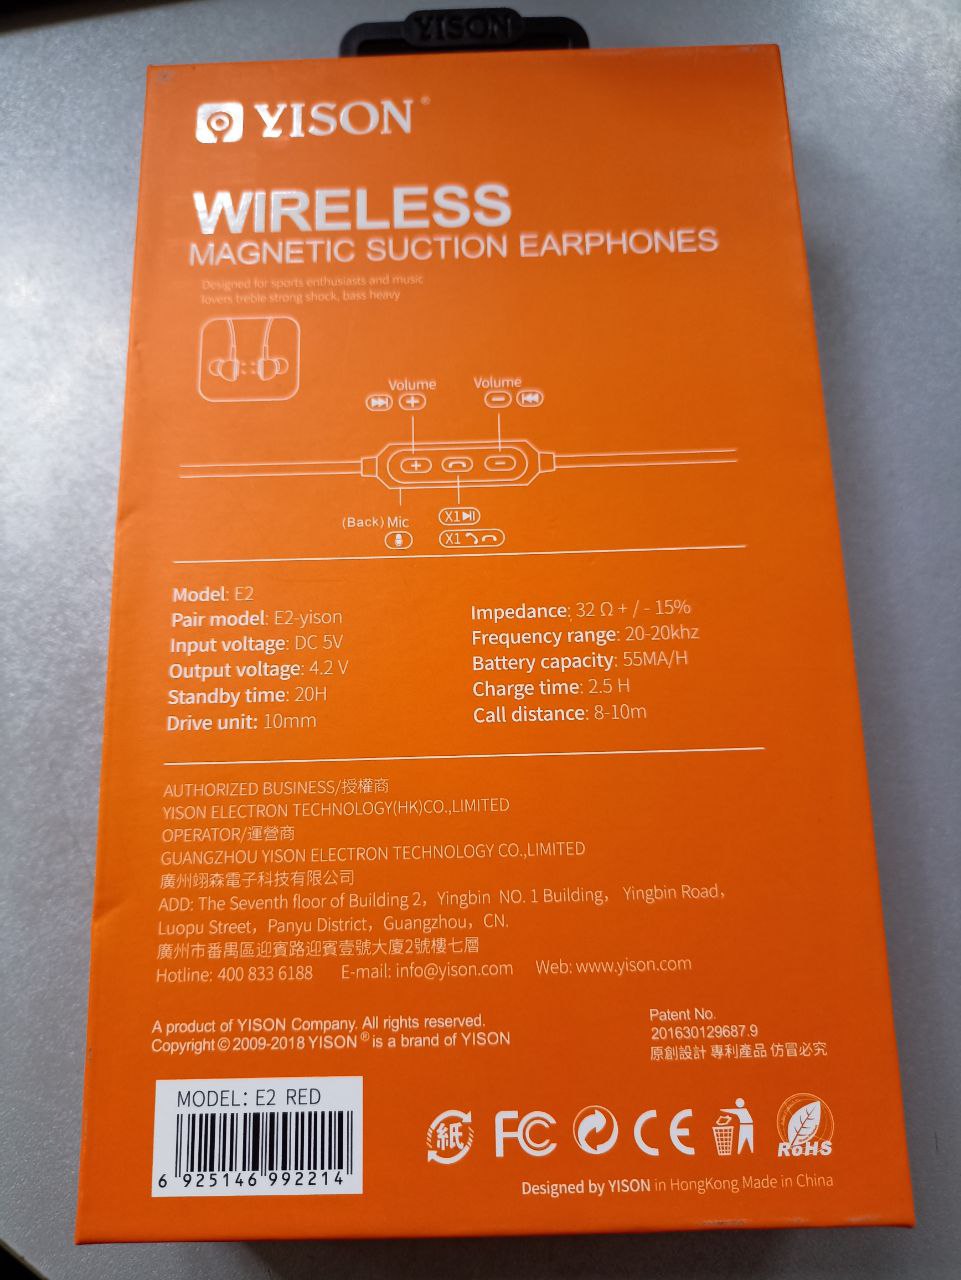 YISON
YISON®
WIRELESS
MAGNETIC SUCTION EARPHONES
Designed for sports enthusiasts and music
lovers treble strong shock, bass heavy
Volume Volume
(Back) Mic X1
X1
Model: E2
Pair model: E2-yison
Input voltage: DC 5V
Output voltage: 4.2 V
Standby time: 20H
Drive unit: 10mm
Impedance: 32 Ω + / - 15%
Frequency range: 20-20khz
Battery capacity: 55MA/H
Charge time: 2.5 H
Call distance: 8-10m
AUTHORIZED BUSINESS/授權商
YISON ELECTRON TECHNOLOGY(HK)CO.,LIMITED
OPERATOR/運營商
GUANGZHOU YISON ELECTRON TECHNOLOGY CO.,LIMITED
廣州翊森電子科技有限公司
ADD: The Seventh floor of Building 2, Yingbin NO. 1 Building, Yingbin Road,
Luopu Street, Panyu District, Guangzhou, CN.
廣州市番禺區迎賓路迎賓壹號大廈2號樓七層
Hotline: 400 833 6188 E-mail: info@yison.com Web: www.yison.com
A product of YISON Company. All rights reserved.
Copyright © 2009-2018 YISON® is a brand of YISON
Patent No.
201630129687.9
原創設計 專利產品 仿冒必究
MODEL: E2 RED
6 925146 992214
紙 FC CE RoHS
Designed by YISON in HongKong Made in China